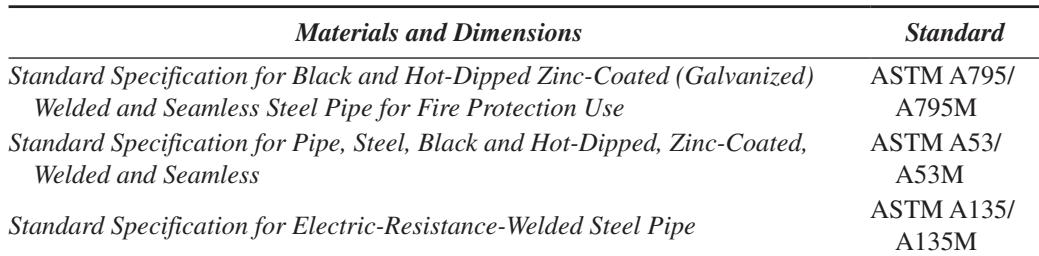 Materials and Dimensions Standard
Standard Specification for Black and Hot-Dipped Zinc-Coated (Galvanized) ASTM A795/
Welded and Seamless Steel Pipe for Fire Protection Use A795M
Standard Specification for Pipe, Steel, Black and Hot-Dipped, Zinc-Coated, ASTM A53/
Welded and Seamless A53M
Standard Specification for Electric-Resistance-Welded Steel Pipe ASTM A135/
A135M